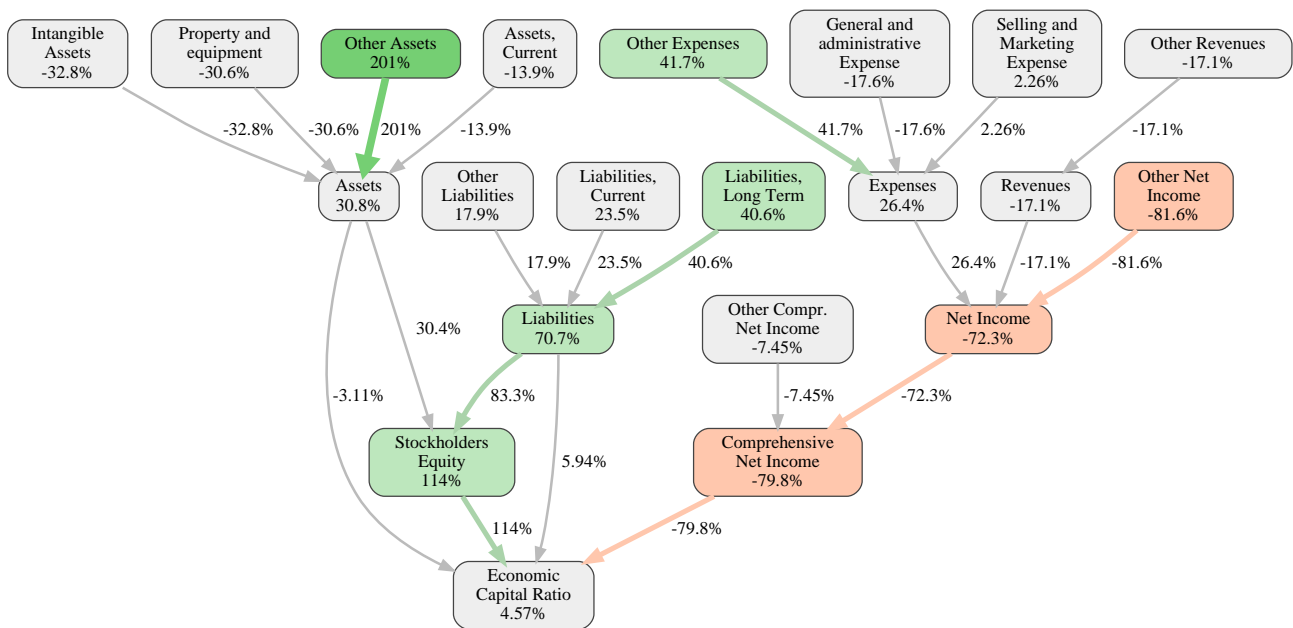 Intangible
Assets
-32.8%
Property and
equipment
-30.6%
Other Assets
201%
Assets,
Current
-13.9%
Other Expenses
41.7%
General and
administrative
Expense
-17.6%
Selling and
Marketing
Expense
2.26%
Other Revenues
-17.1%
-32.8%
-30.6%
201%
-13.9%
41.7%
-17.6%
2.26%
-17.1%
Assets
30.8%
Other
Liabilities
17.9%
Liabilities,
Current
23.5%
Liabilities,
Long Term
40.6%
Expenses
26.4%
Revenues
-17.1%
Other Net
Income
-81.6%
17.9%
23.5%
40.6%
26.4%
-17.1%
-81.6%
30.4%
Liabilities
70.7%
Other Compr.
Net Income
-7.45%
Net Income
-72.3%
-3.11%
83.3%
-7.45%
-72.3%
Stockholders
Equity
114%
5.94%
Comprehensive
Net Income
-79.8%
114%
-79.8%
Economic
Capital Ratio
4.57%